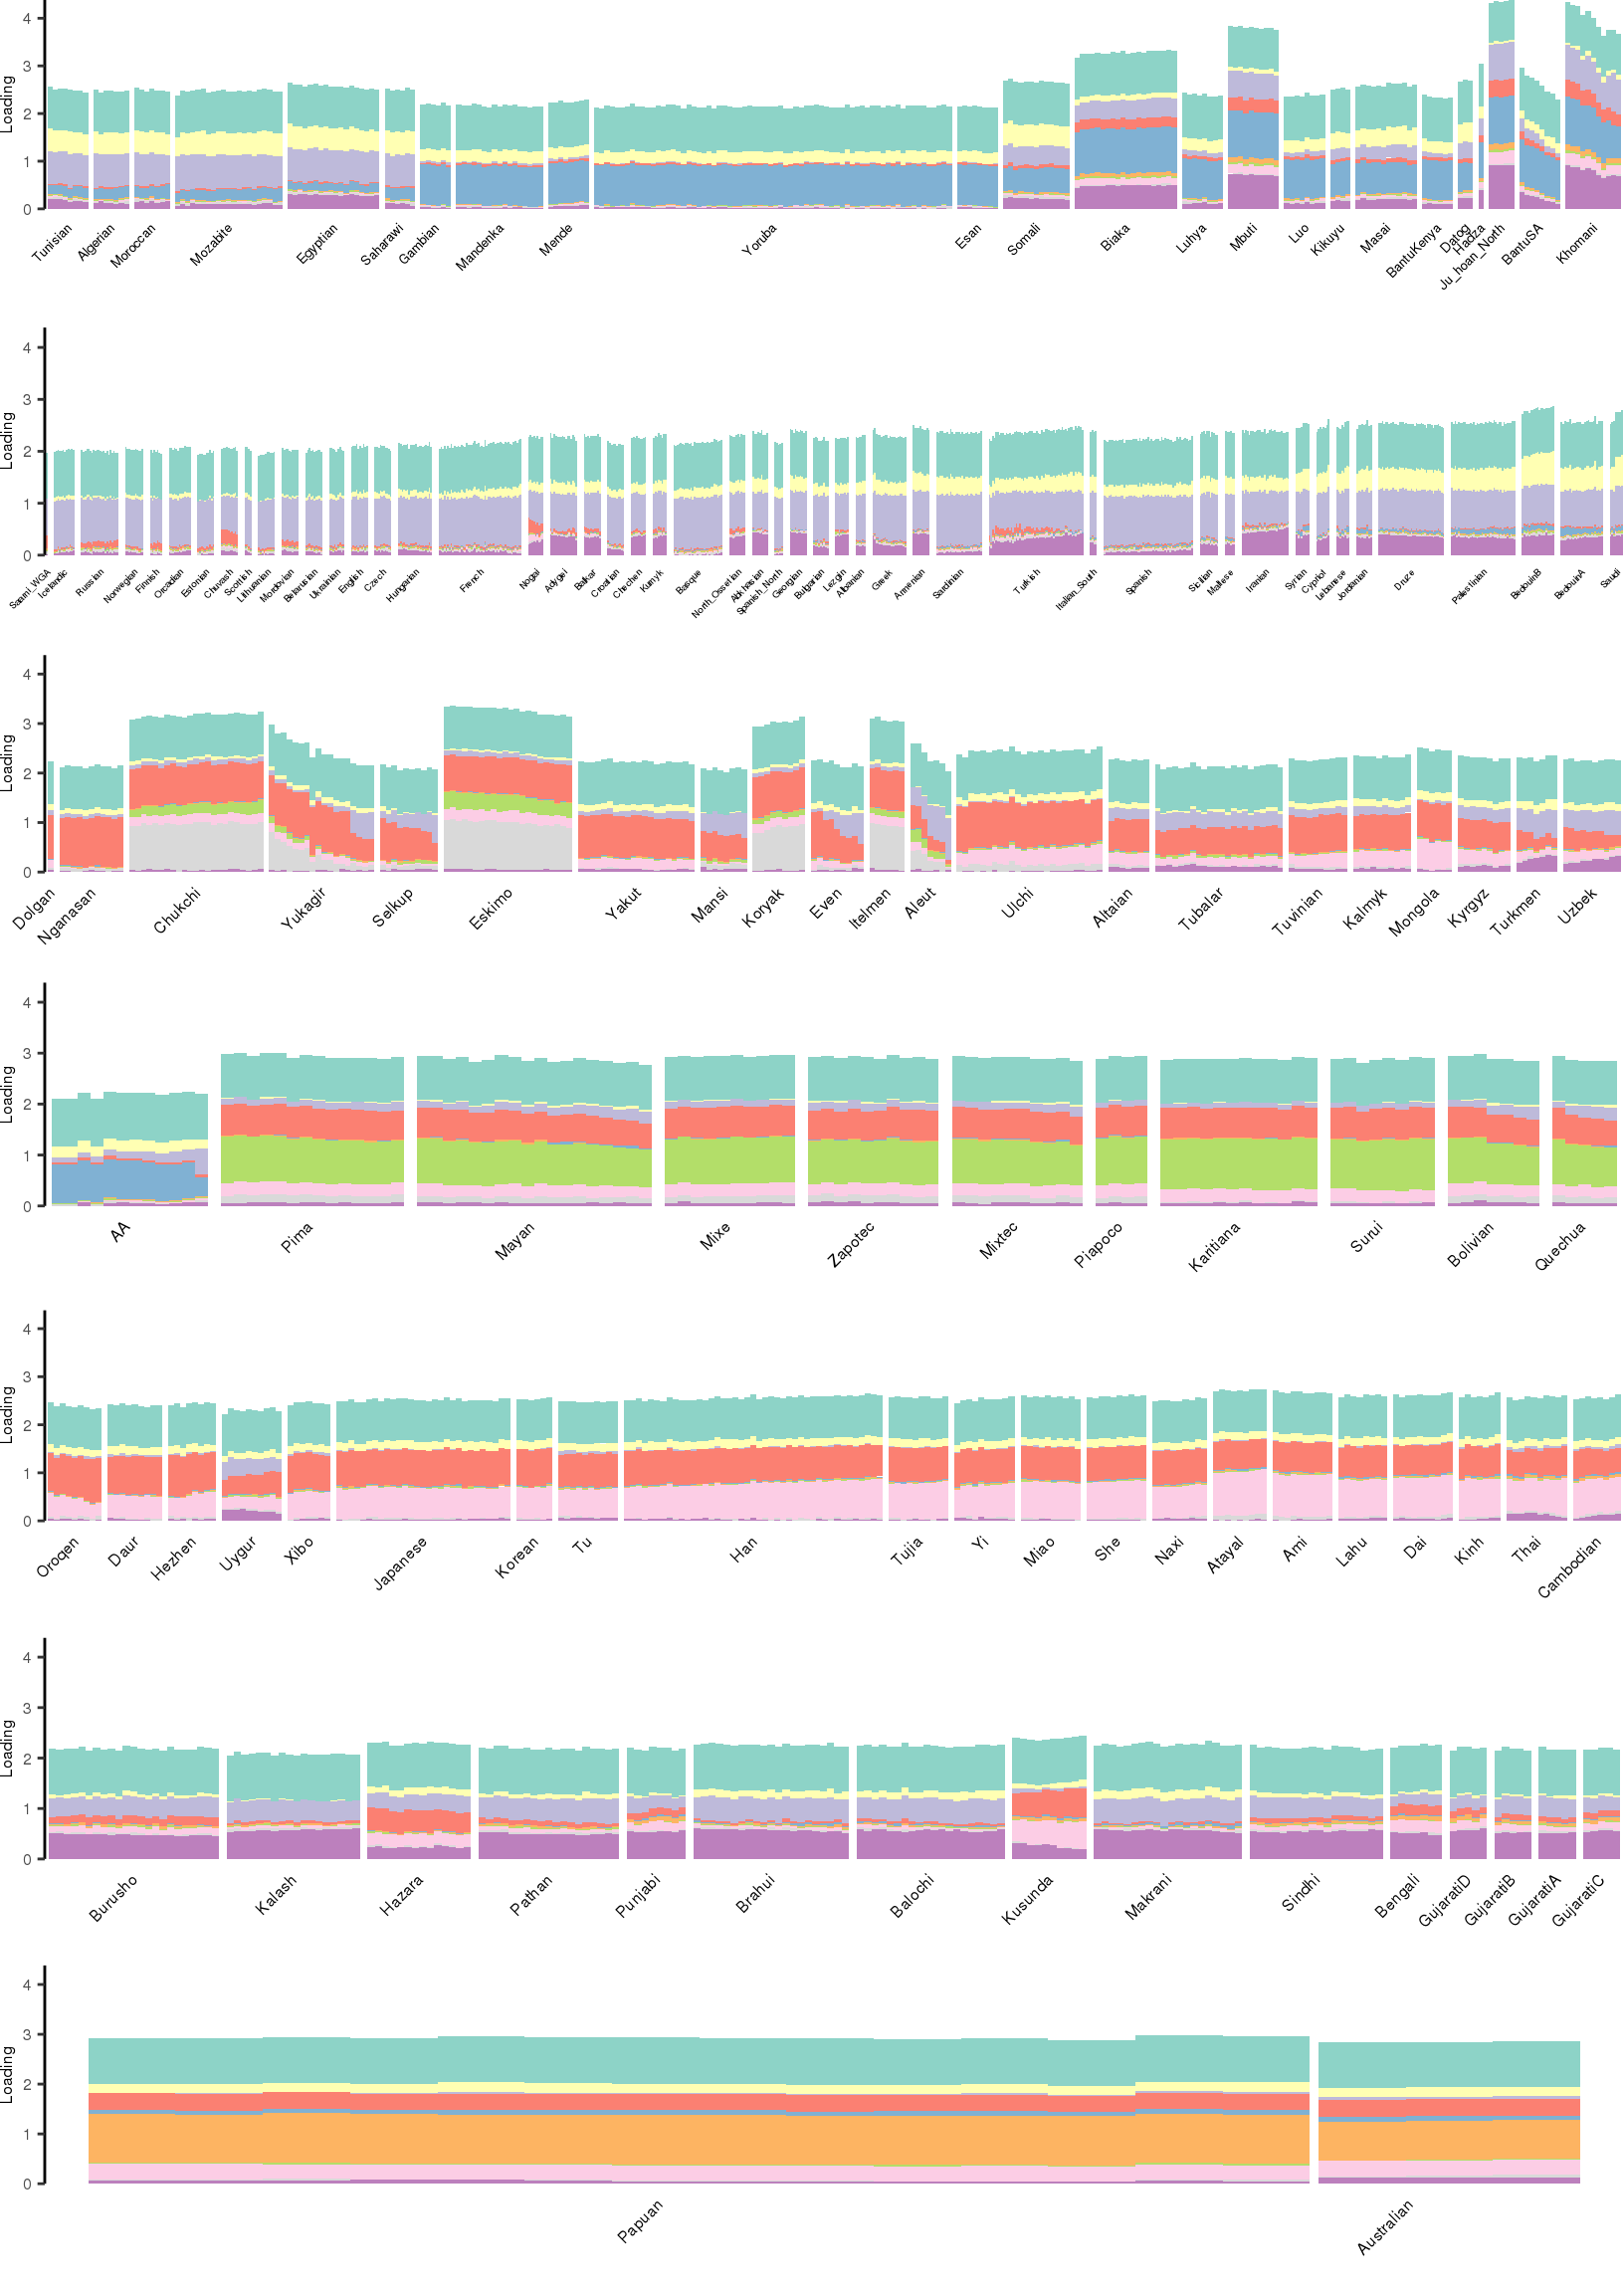 4
3
2
1
0
Loading
Tunisian Algerian Moroccan Mozabite Egyptian Saharawi Gambian Mandenka Mende Yoruba Esan Somali Biaka Luhya Mbuti Luo Kikuyu Masai BantuKenya Datog Hadza Ju_hoan_North BantuSA Khomani
4
3
2
1
0
Loading
Saami_WGA Icelandic Russian Norwegian Finnish Orcadian Estonian Chuvash Scottish Lithuanian Mordovian Belarusian Ukrainian English Czech Hungarian French Nogai Adygei Balkar Croatian Chechen Kumyk Basque North_Ossetian Abkhasian Spanish_North Georgian Bulgarian Lezgin Albanian Greek Armenian Sardinian Turkish Italian_South Spanish Sicilian Maltese Iranian Syrian Cypriot Lebanese Jordanian Druze Palestinian BedouinB BedouinA Saudi
4
3
2
1
0
Loading
Dolgan Nganasan Chukchi Yukagir Selkup Eskimo Yakut Mansi Koryak Even Itelmen Aleut Ulchi Altaian Tubalar Tuvinian Kalmyk Mongola Kyrgyz Turkmen Uzbek
4
3
2
1
0
Loading
AA Pima Mayan Mixe Zapotec Mixtec Piapoco Karitiana Surui Bolivian Quechua
4
3
2
1
0
Loading
Oroqen Daur Hezhen Uygur Xibo Japanese Korean Tu Han Tujia Yi Miao She Naxi Atayal Ami Lahu Dai Kinh Thai Cambodian
4
3
2
1
0
Loading
Burusho Kalash Hazara Pathan Punjabi Brahui Balochi Kusunda Makrani Sindhi Bengali GujaratiD GujaratiB GujaratiA GujaratiC
4
3
2
1
0
Loading
Papuan Australian